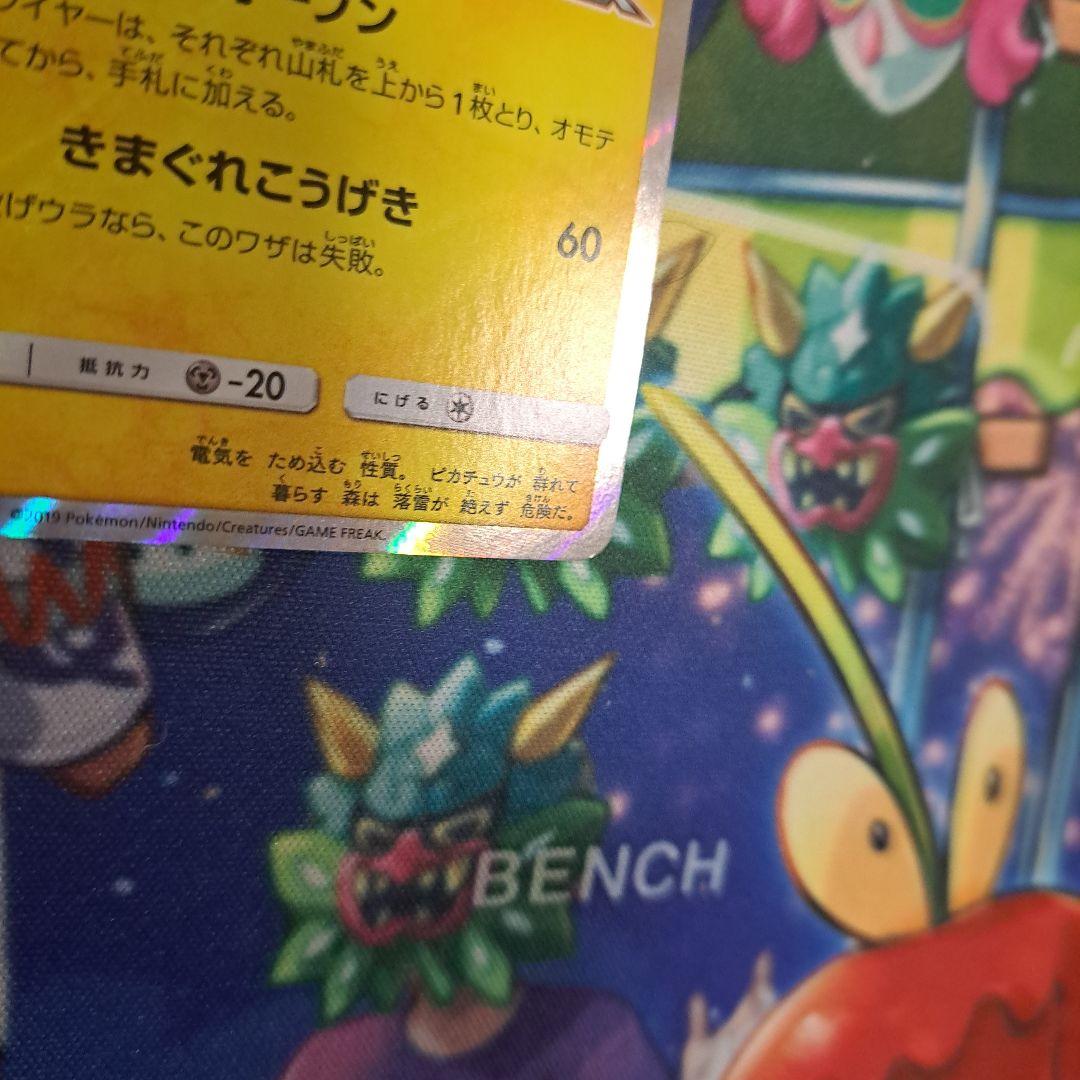 イヤーは、それぞれ山札を上から1枚とり、オモテ
てから、手札に加える。
きまぐれこうげき
60
げウラなら、このワザは失敗。
抵抗力 -20
にげる
電気を ため込む 性質。 ピカチュウが 群れて
暮らす 森は 落雷が 絶えず 危険だ。
©2019 Pokémon/Nintendo/Creatures/GAME FREAK.
BENCH